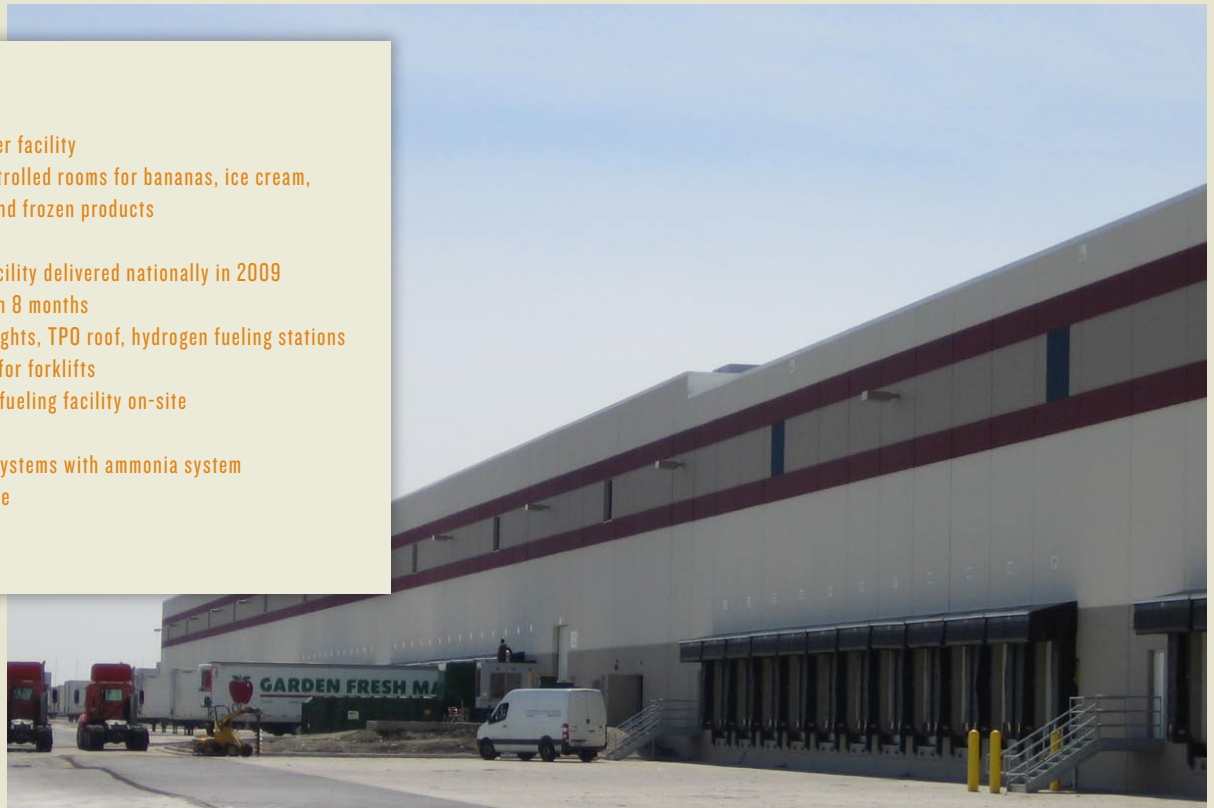 er facility
trolled rooms for bananas, ice cream,
nd frozen products
cility delivered nationally in 2009
n 8 months
ghts, TPO roof, hydrogen fueling stations
for forklifts
fueling facility on-site
ystems with ammonia system
e
GARDEN FRESH MA